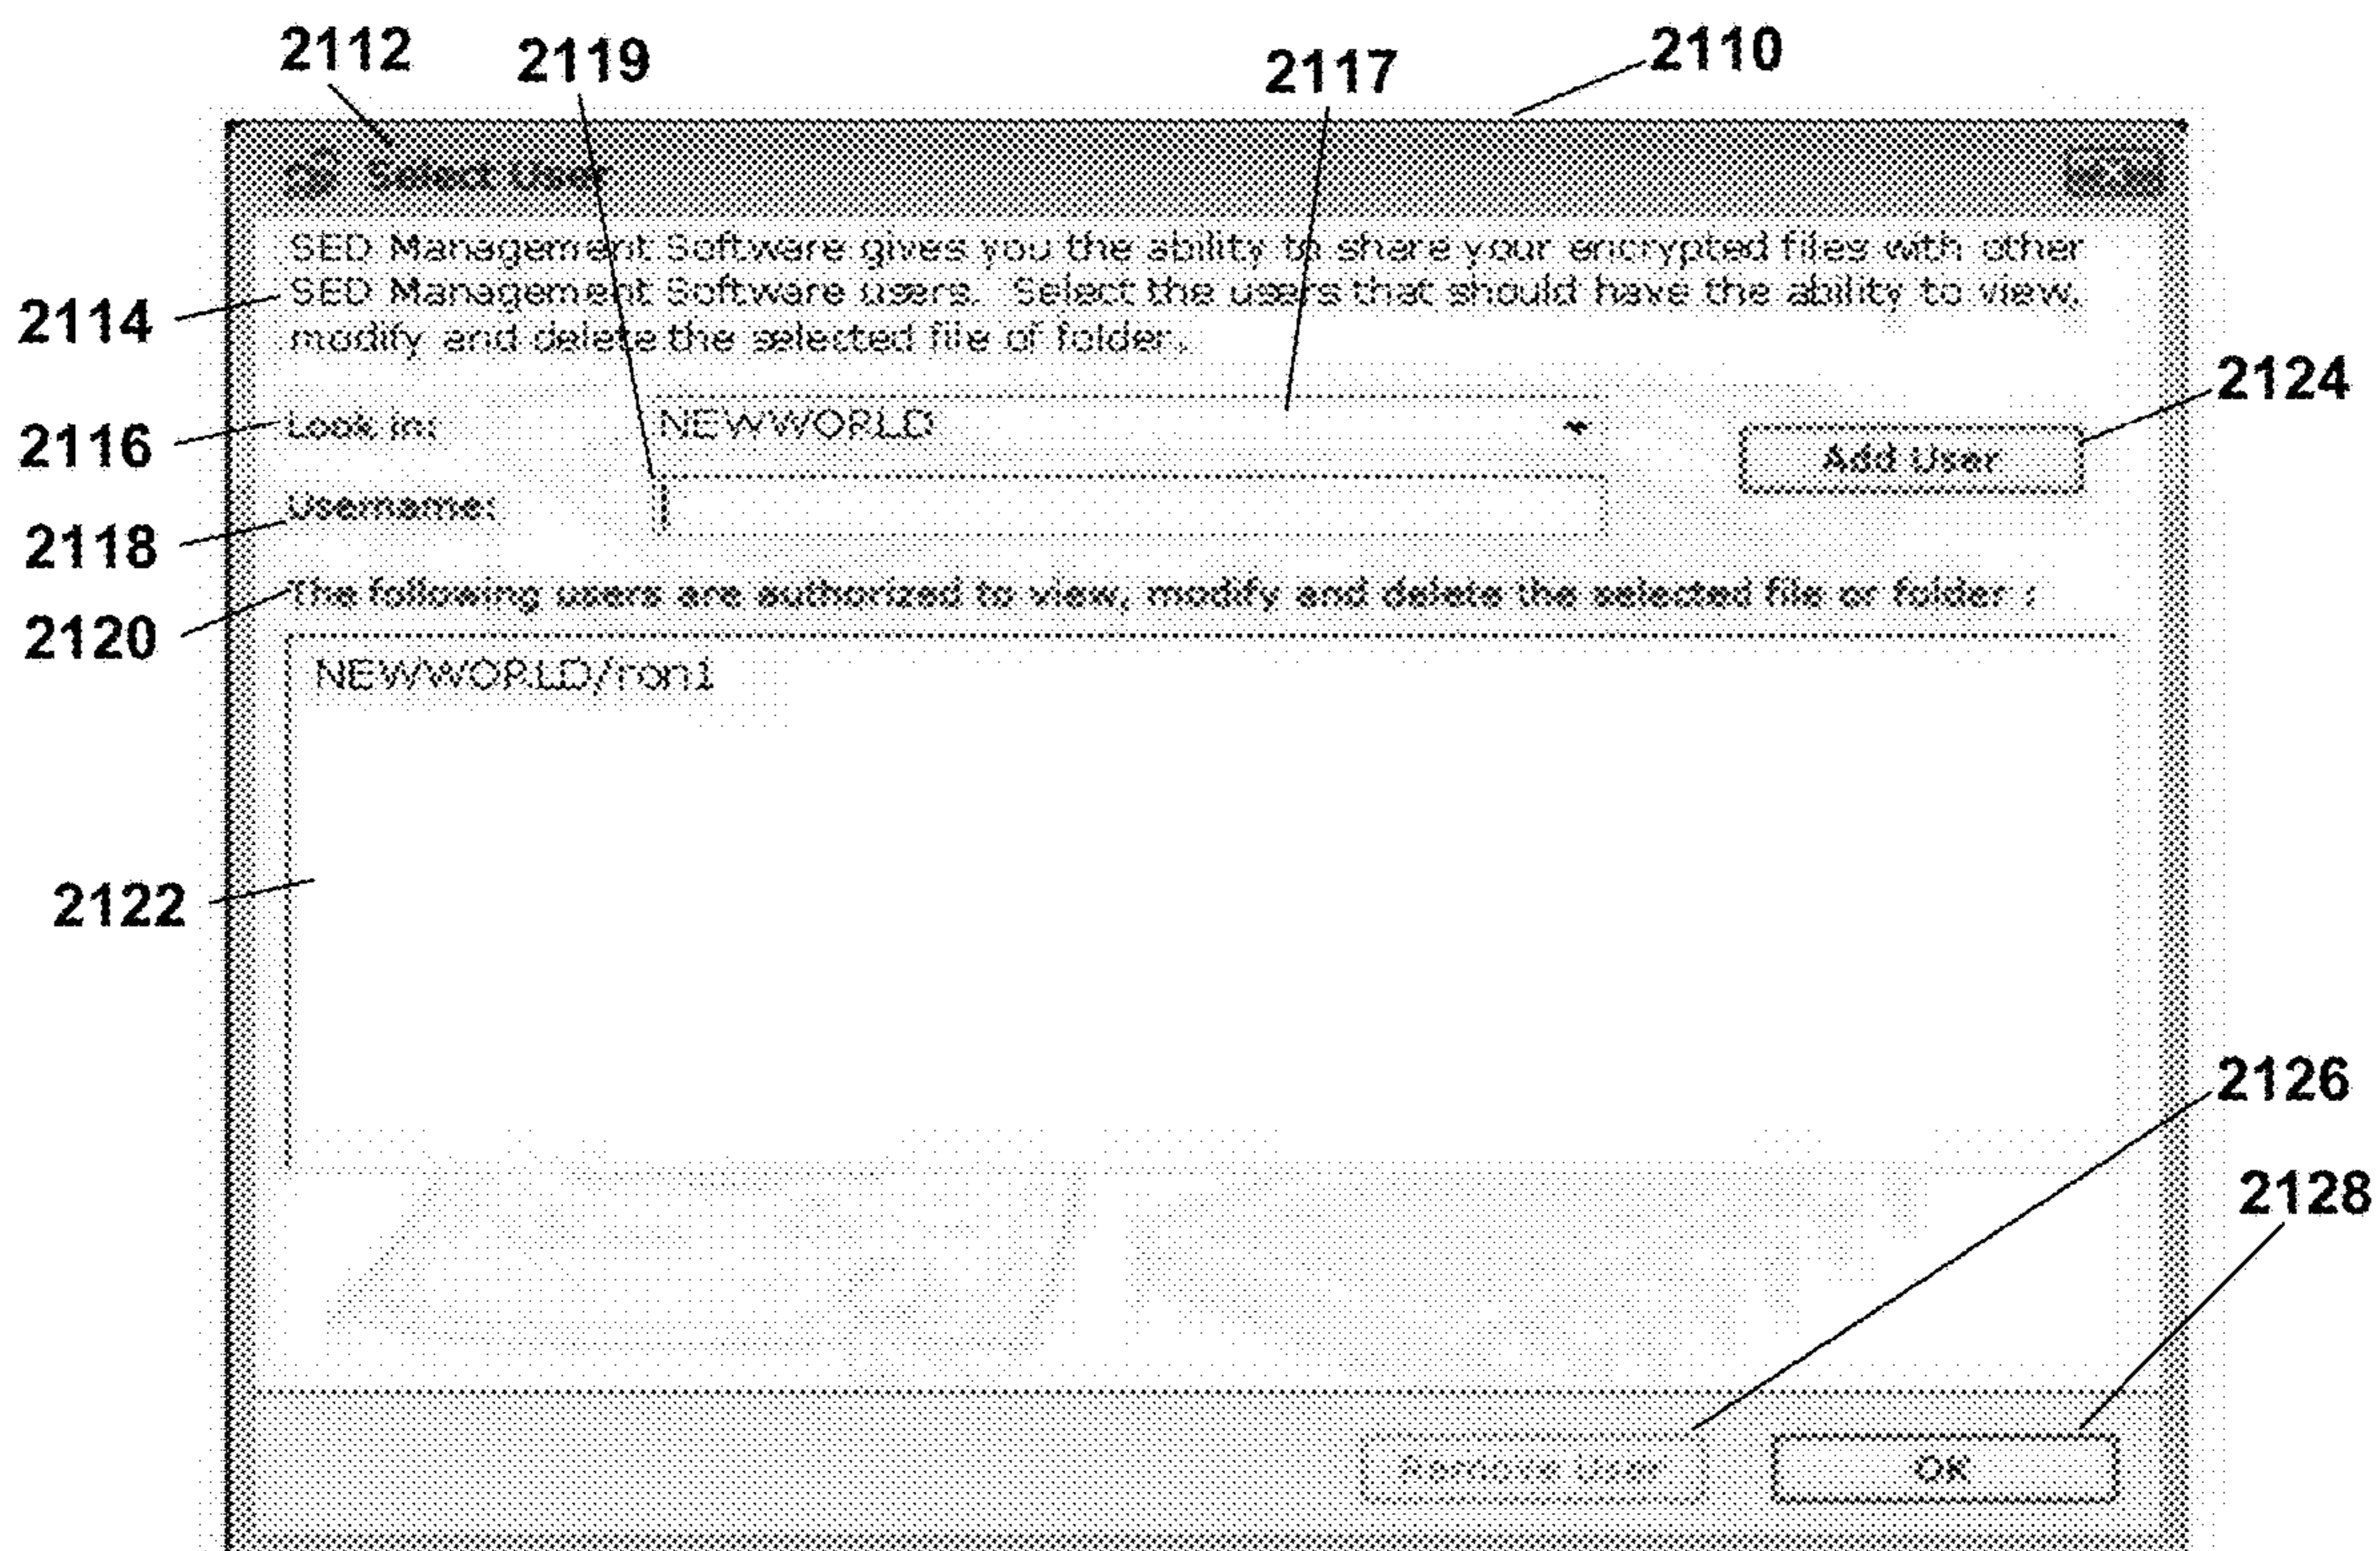 2112
2119
2117
2110
Select User
SED Management Software gives you the ability to share your encrypted files with other
2114
SED Management Software users. Select the users that should have the ability to view,
modify and delete the selected file of folder.
2124
2116
Look in:
NEWWORLD
Add User
2118
Username:
2120
The following users are authorized to view, modify and delete the selected file or folder :
NEWWORLD/ron1
2122
2126
2128
Remove User
OK